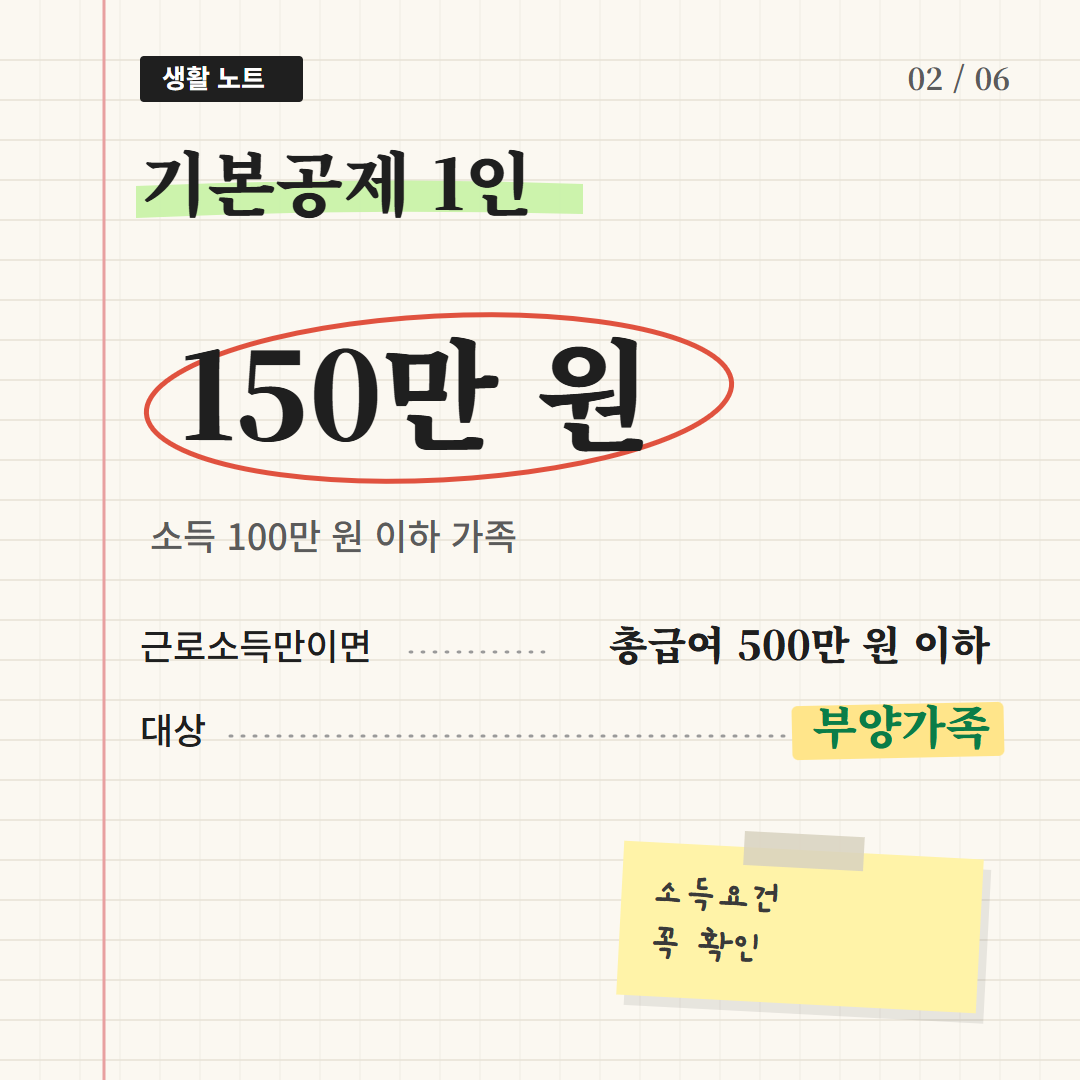 생활 노트
02 / 06
기본공제 1인
150만 원
소득 100만 원 이하 가족
근로소득만이면 총급여 500만 원 이하
대상 부양가족
소득요건
꼭 확인